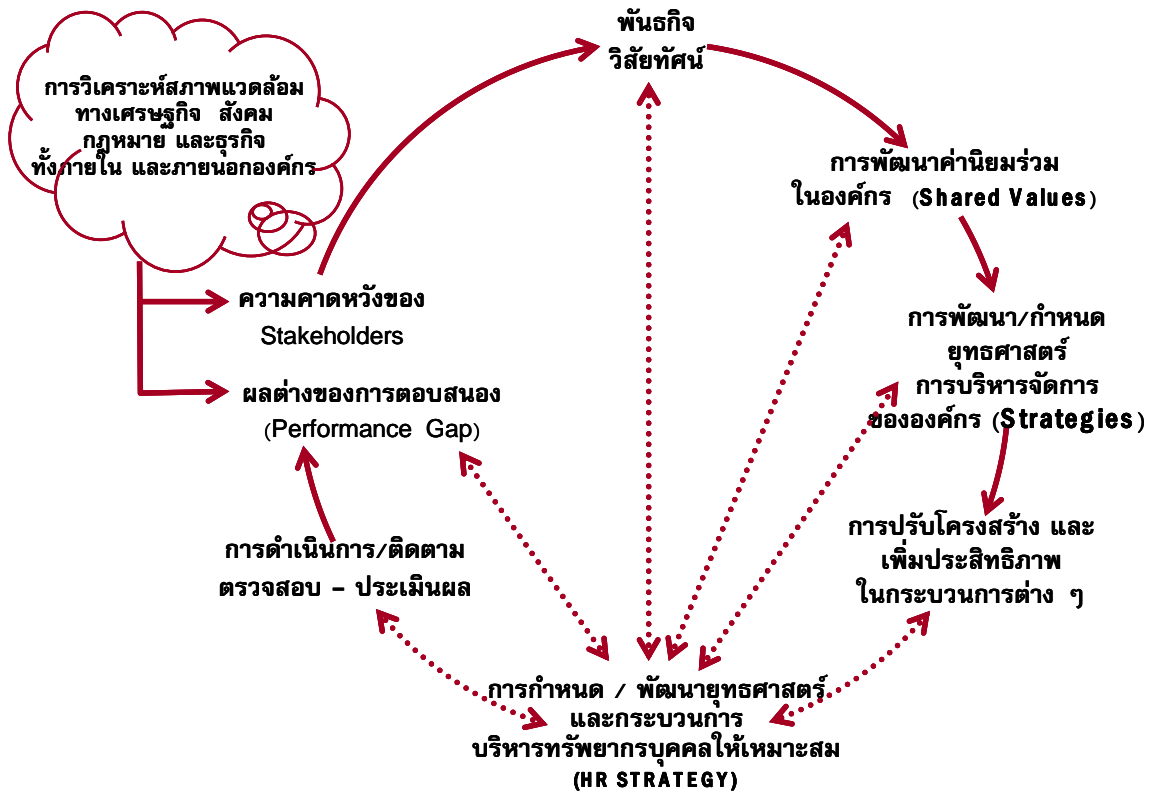 การวิเคราะห์สภาพแวดล้อม
ทางเศรษฐกิจ สังคม
กฎหมาย และธุรกิจ
ทั้งภายใน และภายนอกองค์กร
พันธกิจ
วิสัยทัศน์
การพัฒนาค่านิยมร่วม
ในองค์กร (Shared Values)
ความคาดหวังของ
Stakeholders
การพัฒนา/กำหนด
ยุทธศาสตร์
การบริหารจัดการ
ขององค์กร (Strategies)
ผลต่างของการตอบสนอง
(Performance Gap)
การปรับโครงสร้าง และ
เพิ่มประสิทธิภาพ
ในกระบวนการต่าง ๆ
การดำเนินการ/ติดตาม
ตรวจสอบ – ประเมินผล
การกำหนด / พัฒนายุทธศาสตร์
และกระบวนการ
บริหารทรัพยากรบุคคลให้เหมาะสม
(HR STRATEGY)